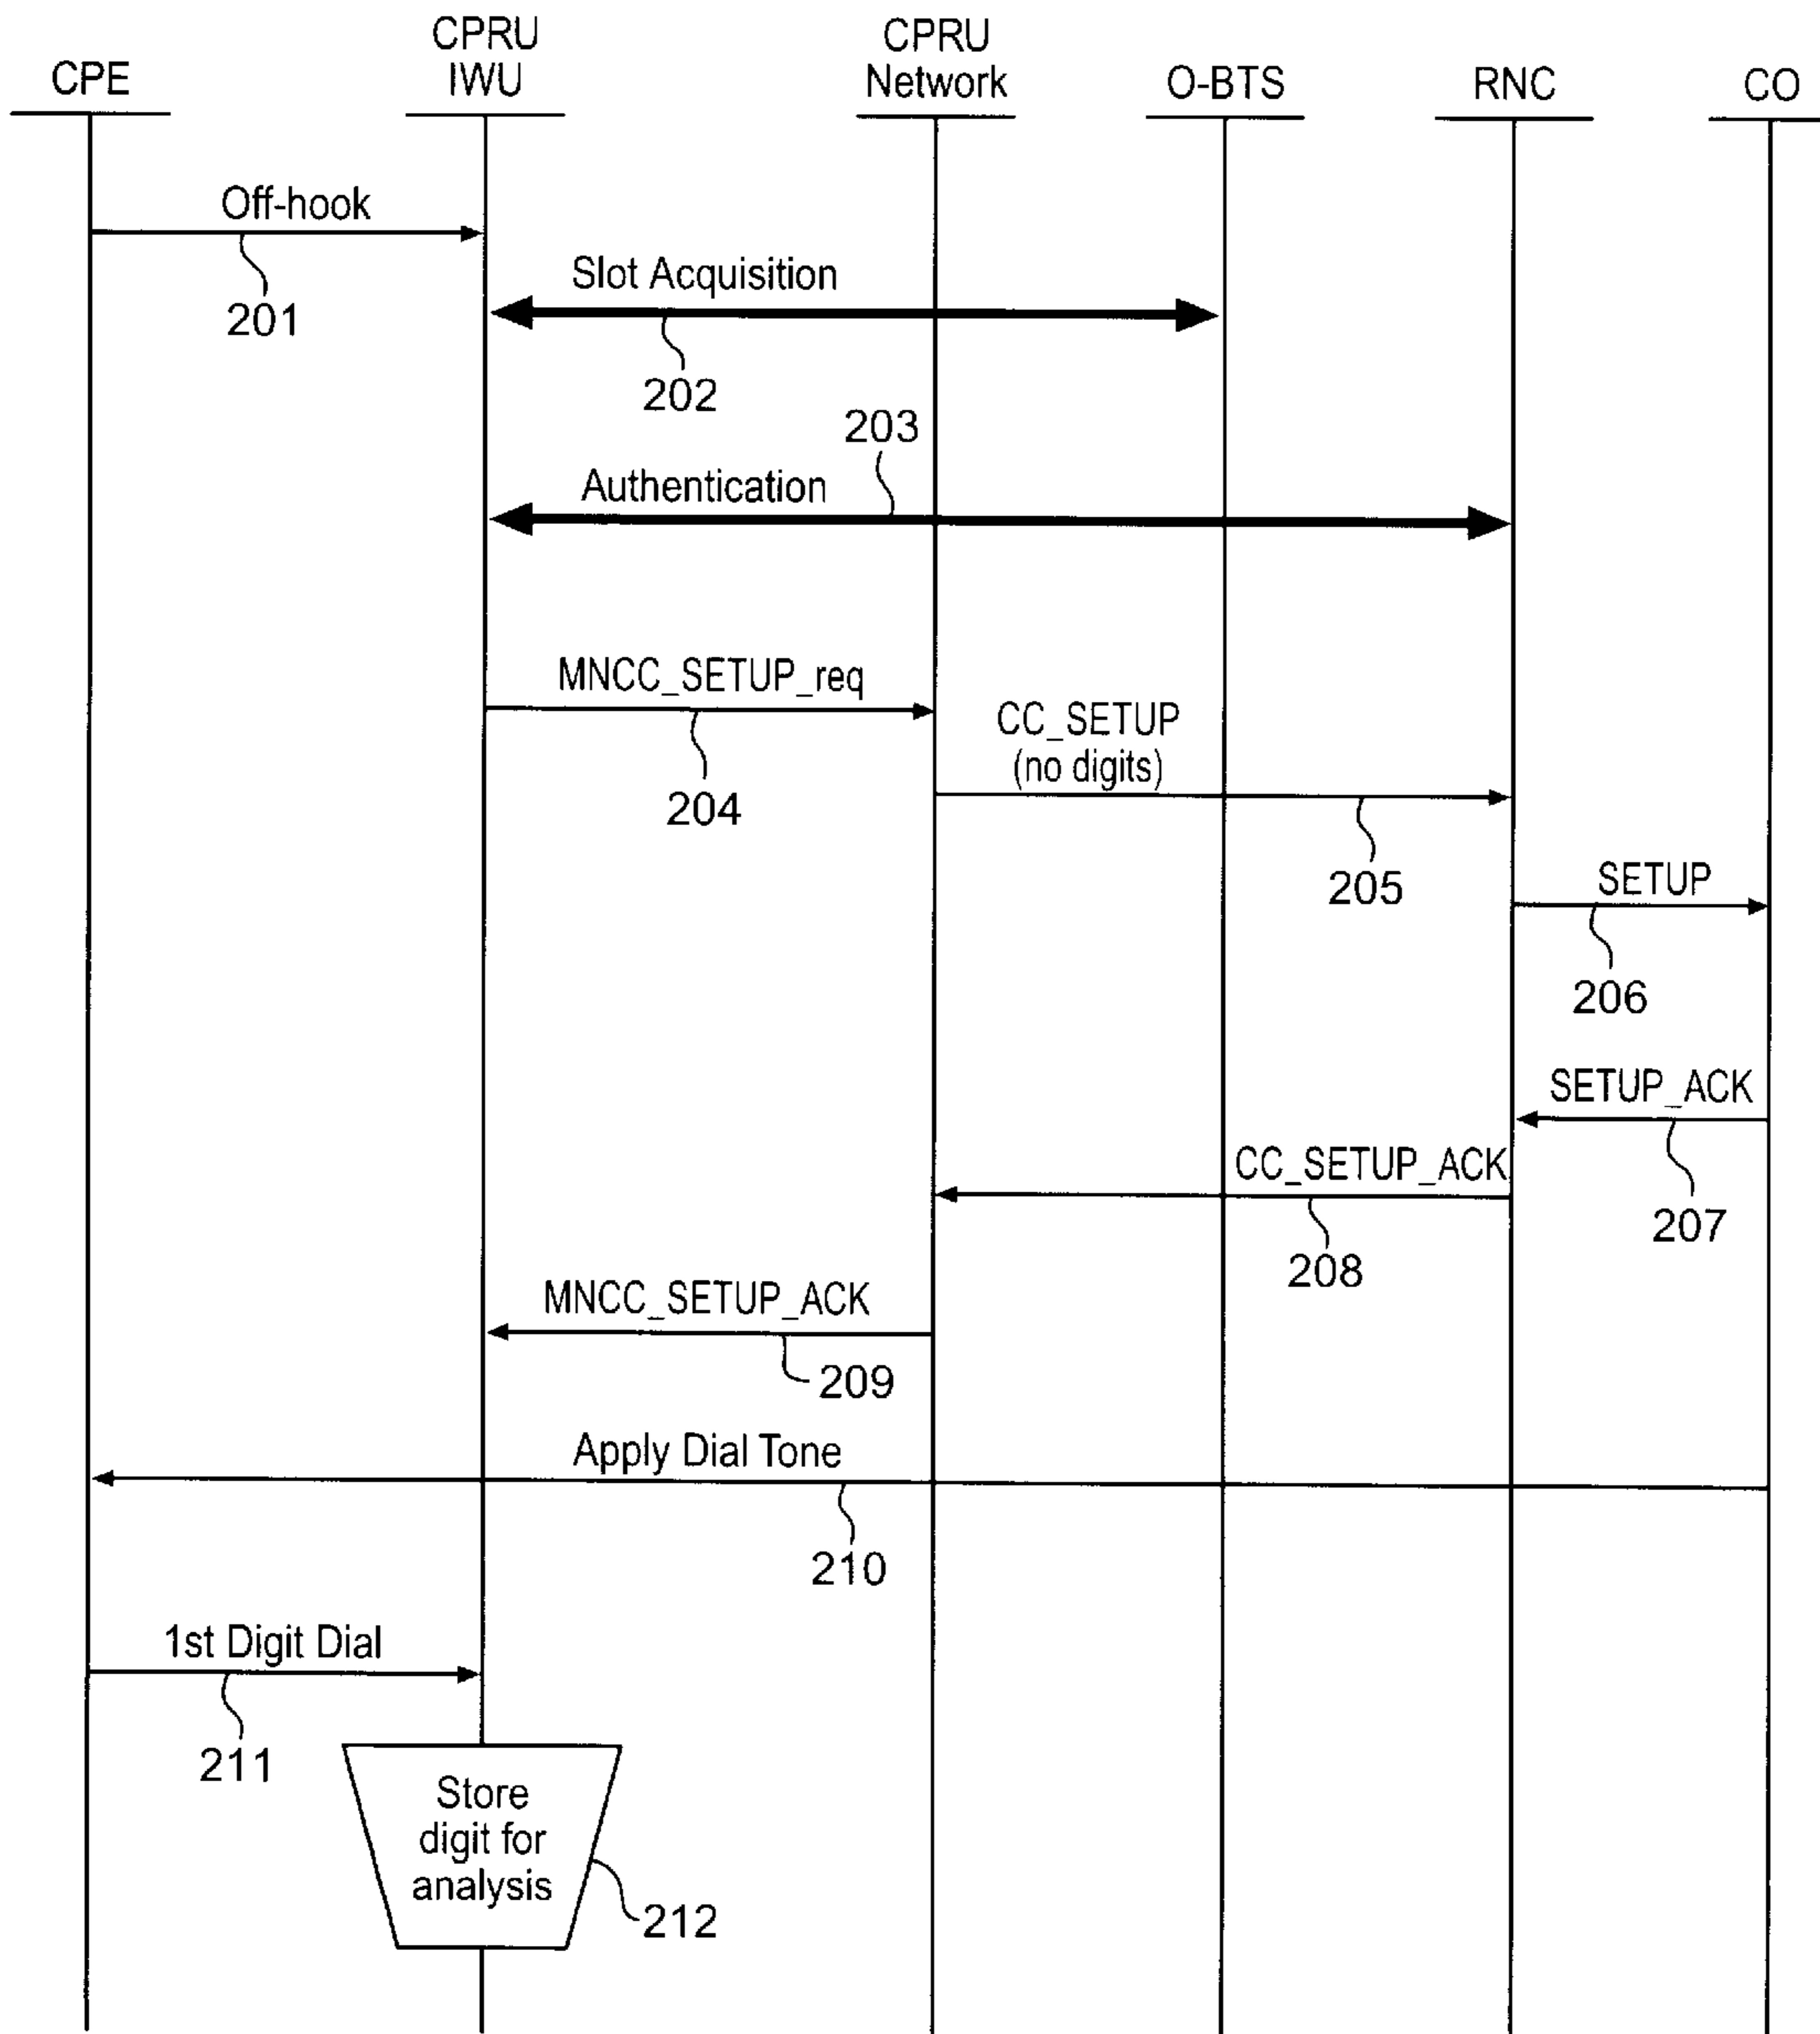 CPE
CPRU
IWU
CPRU
Network
O-BTS
RNC
CO
Off-hook
201
Slot Acquisition
202
203
Authentication
MNCC_SETUP_req
204
CC_SETUP
(no digits)
205
SETUP
206
SETUP_ACK
207
CC_SETUP_ACK
208
MNCC_SETUP_ACK
209
Apply Dial Tone
210
1st Digit Dial
211
Store
digit for
analysis
212